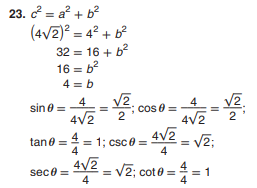 23. c² = a² + b²
(4√2)² = 4² + b²
32 = 16 + b²
16 = b²
4 = b
sin θ = 4/4√2 = √2/2; cos θ = 4/4√2 = √2/2;
tan θ = 4/4 = 1; csc θ = 4√2/4 = √2;
sec θ = 4√2/4 = √2; cot θ = 4/4 = 1